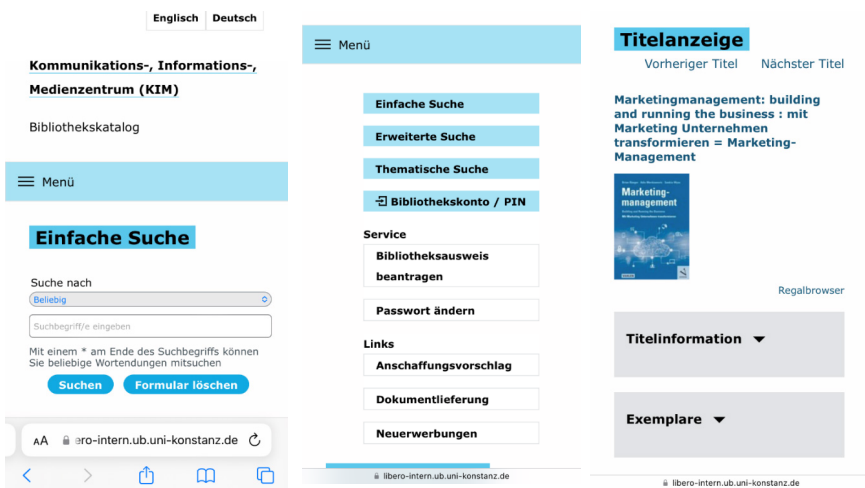 Englisch Deutsch
Kommunikations-, Informations-,
Medienzentrum (KIM)
Bibliothekskatalog
Menü
Einfache Suche
Suche nach
Beliebig
Suchbegriff/e eingeben
Mit einem * am Ende des Suchbegriffs können
Sie beliebige Wortendungen mitsuchen
Suchen Formular löschen
AA ero-intern.ub.uni-konstanz.de
Menü
Einfache Suche
Erweiterte Suche
Thematische Suche
Bibliothekskonto / PIN
Service
Bibliotheksausweis
beantragen
Passwort ändern
Links
Anschaffungsvorschlag
Dokumentlieferung
Neuerwerbungen
libero-intern.ub.uni-konstanz.de
Titelanzeige
Vorheriger Titel Nächster Titel
Marketingmanagement: building
and running the business : mit
Marketing Unternehmen
transformieren = Marketing-
Management
Marketing-
management
Regalbrowser
Titelinformation
Exemplare
libero-intern.ub.uni-konstanz.de